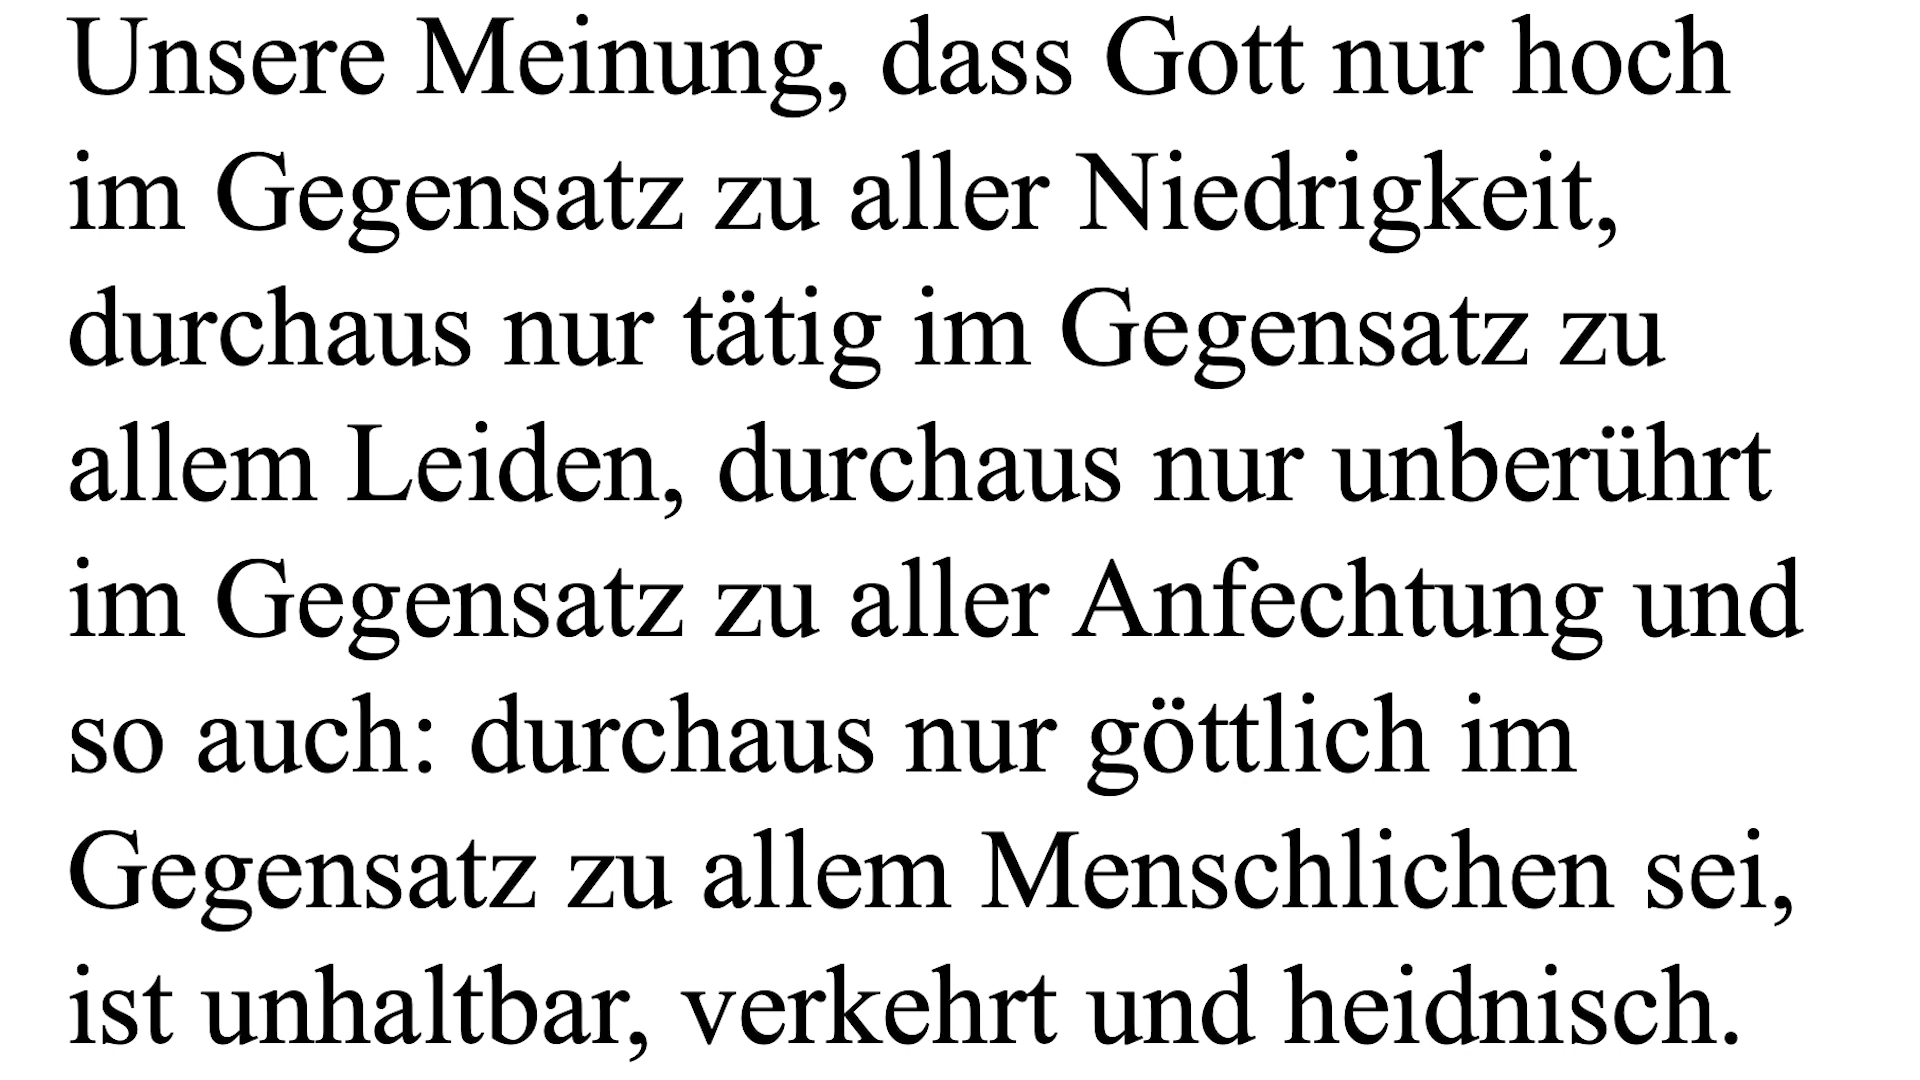 Unsere Meinung, dass Gott nur hoch
im Gegensatz zu aller Niedrigkeit,
durchaus nur tätig im Gegensatz zu
allem Leiden, durchaus nur unberührt
im Gegensatz zu aller Anfechtung und
so auch: durchaus nur göttlich im
Gegensatz zu allem Menschlichen sei,
ist unhaltbar, verkehrt und heidnisch.